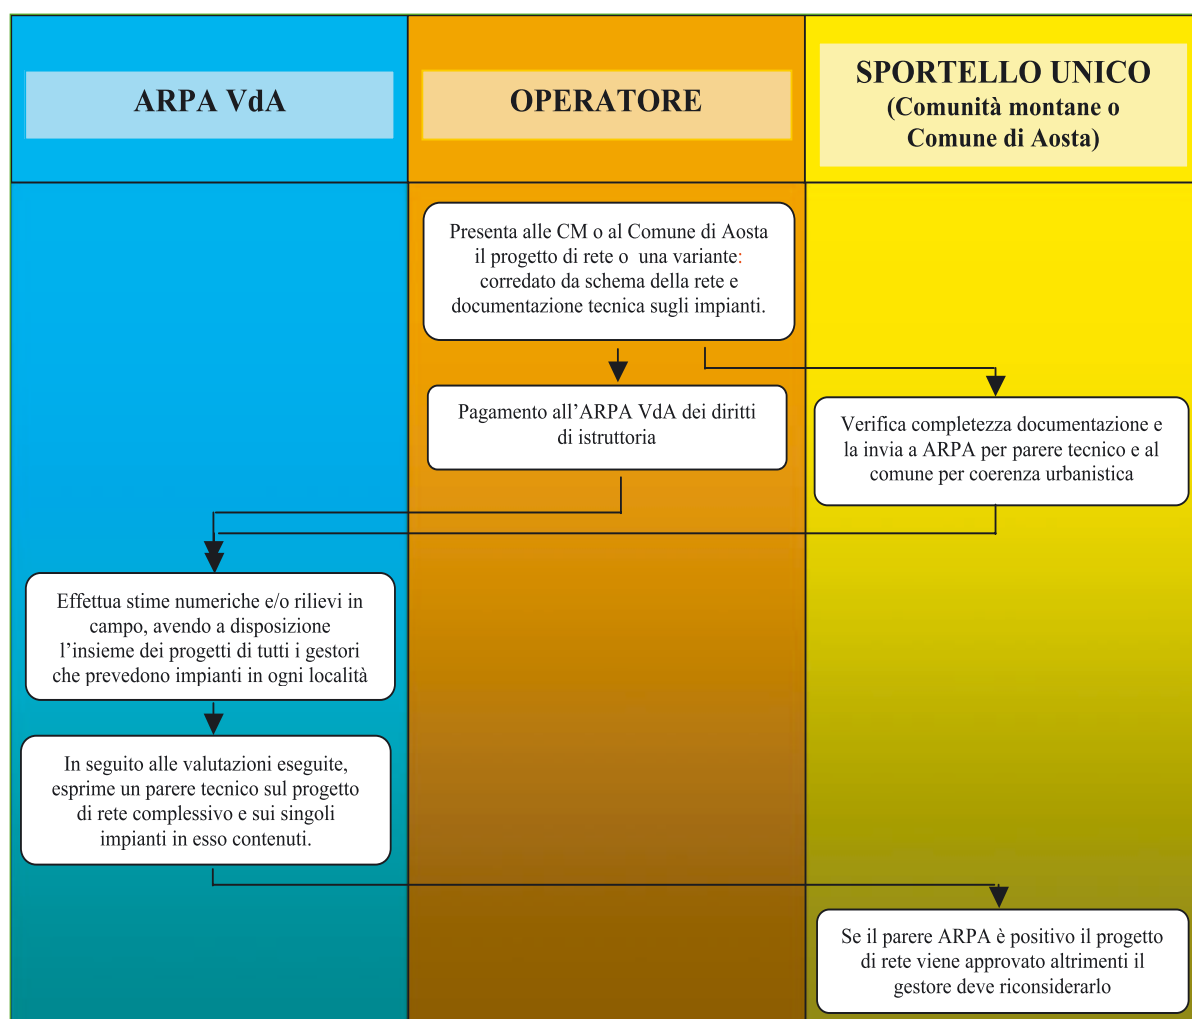 ARPA VdA
OPERATORE
SPORTELLO UNICO
(Comunità montane o
Comune di Aosta)
Presenta alle CM o al Comune di Aosta
il progetto di rete o una variante:
corredato da schema della rete e
documentazione tecnica sugli impianti.
Pagamento all’ARPA VdA dei diritti
di istruttoria
Verifica completezza documentazione e
la invia a ARPA per parere tecnico e al
comune per coerenza urbanistica
Effettua stime numeriche e/o rilievi in
campo, avendo a disposizione
l’insieme dei progetti di tutti i gestori
che prevedono impianti in ogni località
In seguito alle valutazioni eseguite,
esprime un parere tecnico sul progetto
di rete complessivo e sui singoli
impianti in esso contenuti.
Se il parere ARPA è positivo il progetto
di rete viene approvato altrimenti il
gestore deve riconsiderarlo